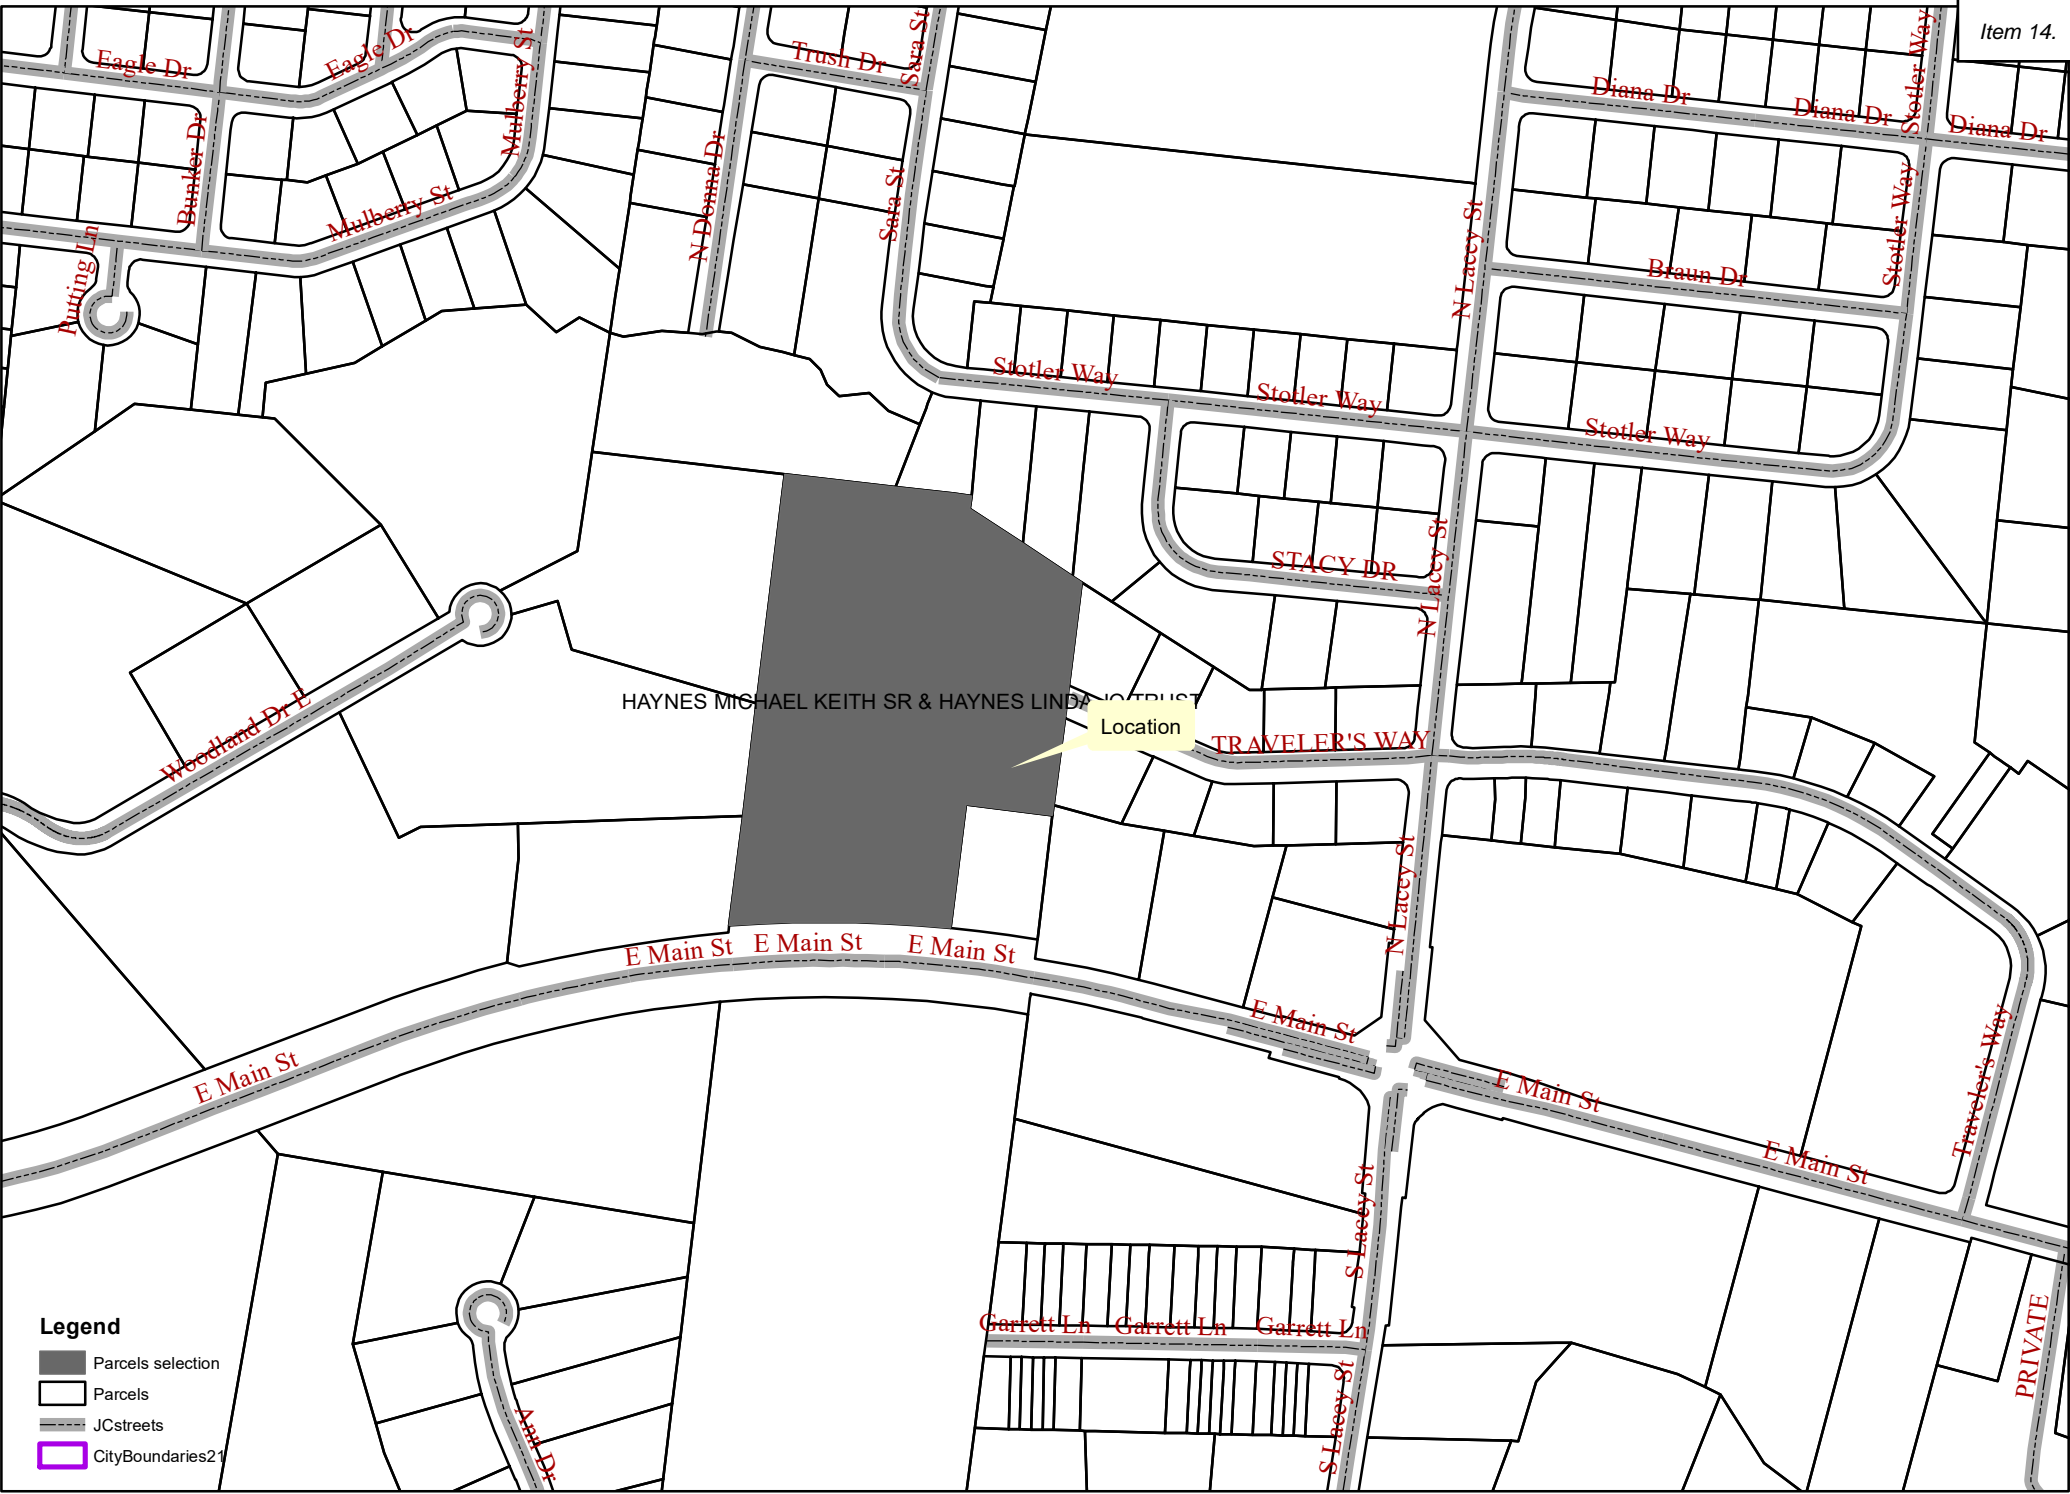 Item 14.
Eagle Dr
Eagle Dr
Mulberry St
Trush Dr
Sara St
Stotler Way
Diana Dr
Diana Dr
Diana Dr
Bunker Dr
N Donna Dr
Sara St
Mulberry St
Putting Ln
N Lacey St
Stotler Way
Braun Dr
Stotler Way
Stotler Way
Stotler Way
STACY DR
N Lacey St
HAYNES MICHAEL KEITH SR & HAYNES LINDA JO TRUST
Location
Woodland Dr E
TRAVELER'S WAY
N Lacey St
E Main St
E Main St
E Main St
E Main St
E Main St
E Main St
Traveler's Way
E Main St
S Lacey St
Garrett Ln
Garrett Ln
Garrett Ln
PRIVATE
S Lacey St
Ann Dr
Legend
Parcels selection
Parcels
JCstreets
CityBoundaries21